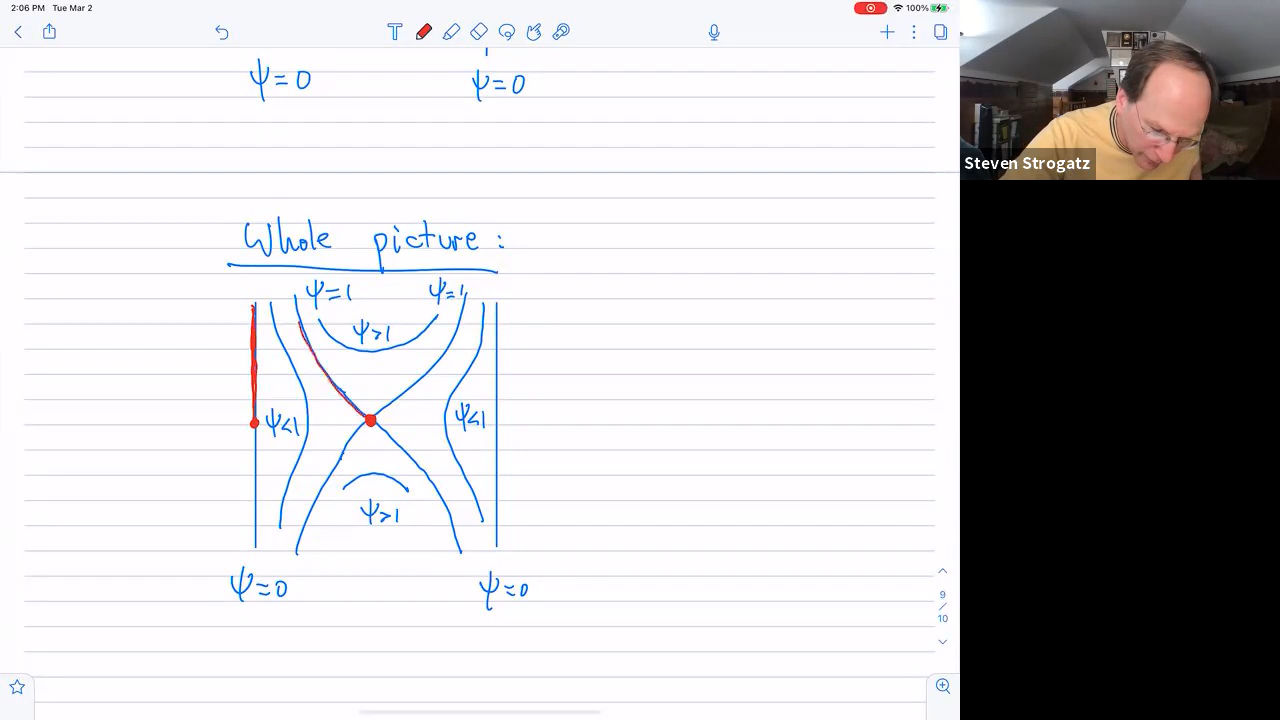 2:06 PM Tue Mar 2
100%
T
ψ = 0 ψ = 0
Steven Strogatz
Whole picture :
ψ = 1 ψ = 1
ψ > 1
ψ < 1 ψ < 1
ψ > 1
ψ = 0 ψ = 0
9
/
10